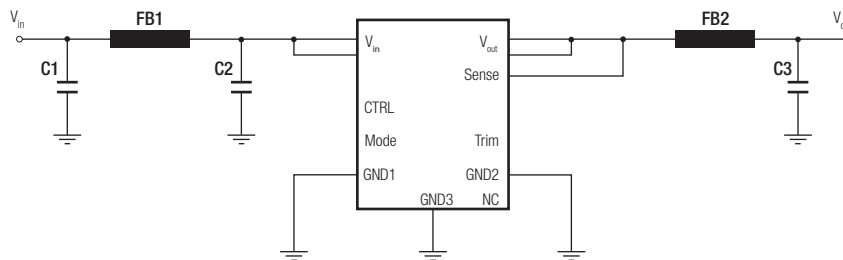 Vin
FB1
FB2
C1
C2
C3
Vin
Vout
Sense
CTRL
Mode
Trim
GND1
GND2
GND3
NC